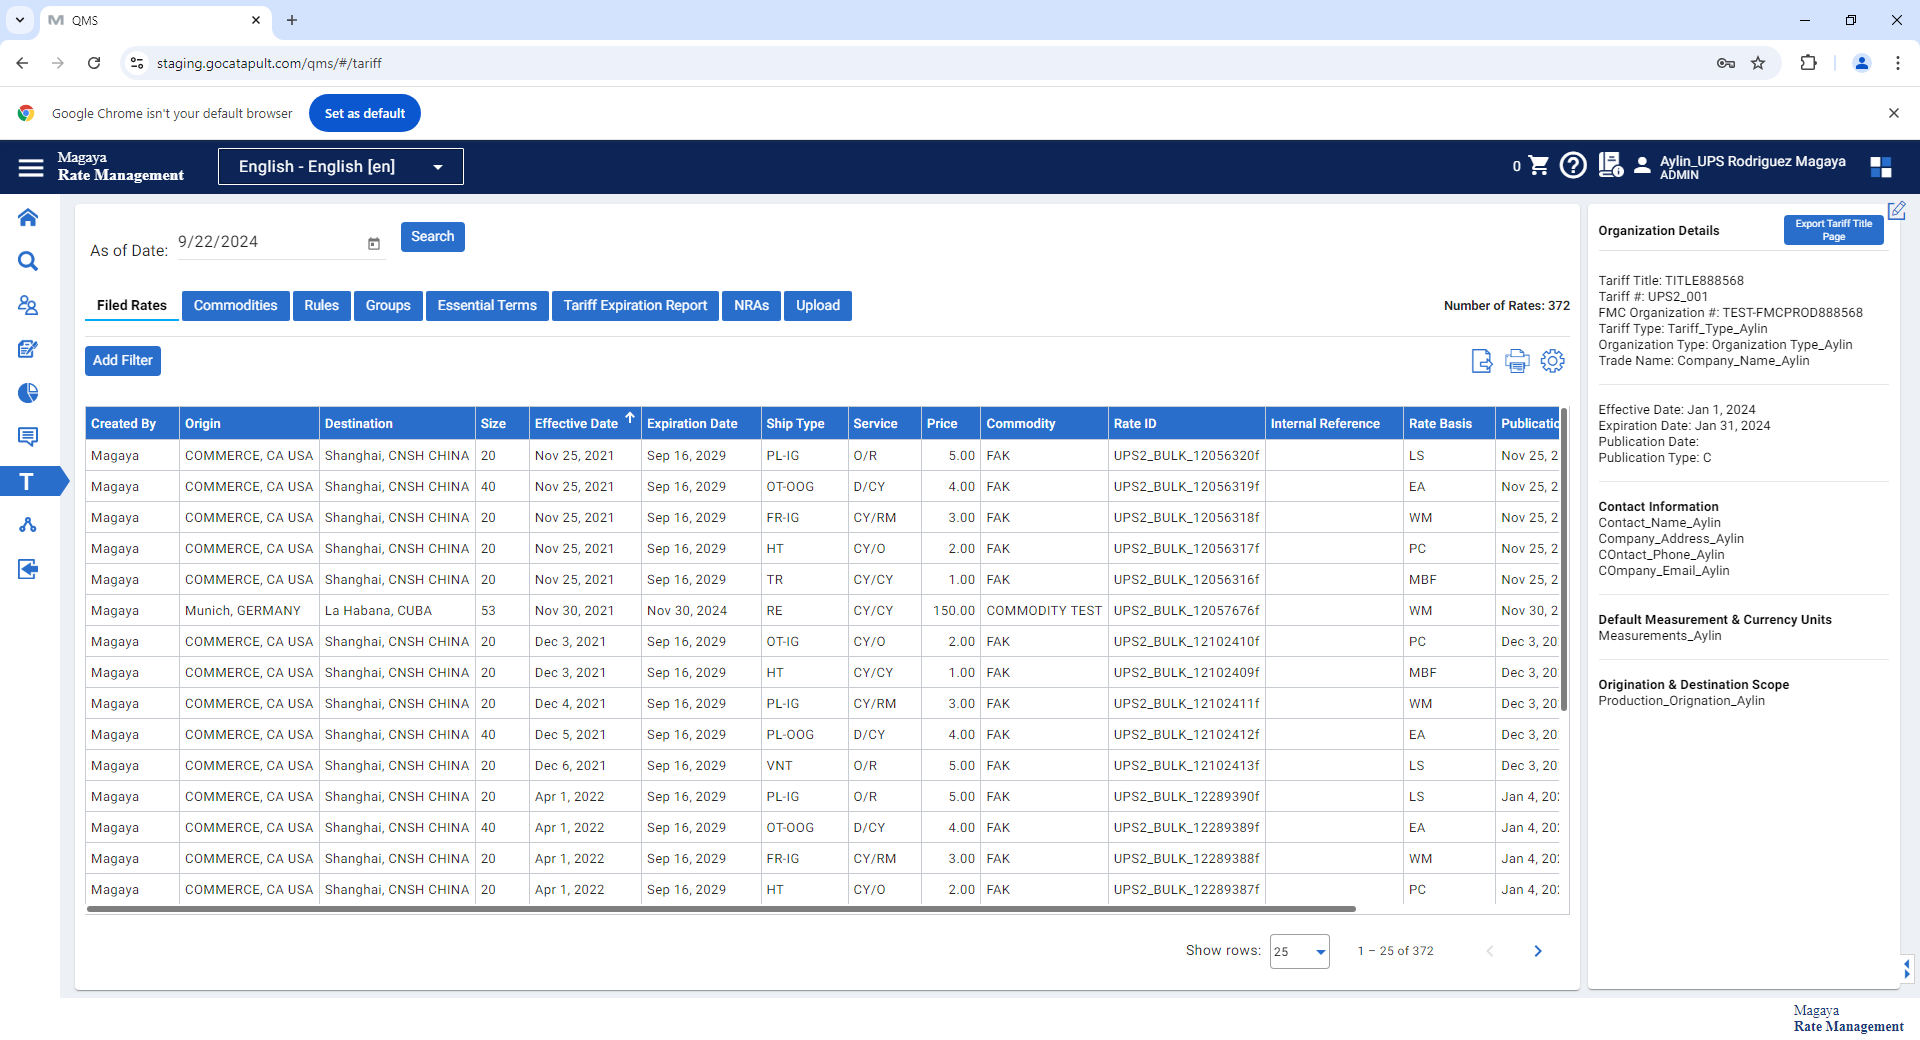 QMS
staging.gocatapult.com/qms/#/tariff
Google Chrome isn't your default browser
Set as default
Magaya
Rate Management
English - English [en]
0
Aylin_UPS Rodriguez Magaya
ADMIN
As of Date: 9/22/2024
Search
Filed Rates Commodities Rules Groups Essential Terms Tariff Expiration Report NRAs Upload
Number of Rates: 372
Add Filter
Created By Origin Destination Size Effective Date Expiration Date Ship Type Service Price Commodity Rate ID Internal Reference Rate Basis Publicatio
Magaya COMMERCE, CA USA Shanghai, CNSH CHINA 20 Nov 25, 2021 Sep 16, 2029 PL-IG O/R 5.00 FAK UPS2_BULK_12056320f LS Nov 25, 2
Magaya COMMERCE, CA USA Shanghai, CNSH CHINA 40 Nov 25, 2021 Sep 16, 2029 OT-OOG D/CY 4.00 FAK UPS2_BULK_12056319f EA Nov 25, 2
Magaya COMMERCE, CA USA Shanghai, CNSH CHINA 20 Nov 25, 2021 Sep 16, 2029 FR-IG CY/RM 3.00 FAK UPS2_BULK_12056318f WM Nov 25, 2
Magaya COMMERCE, CA USA Shanghai, CNSH CHINA 20 Nov 25, 2021 Sep 16, 2029 HT CY/O 2.00 FAK UPS2_BULK_12056317f PC Nov 25, 2
Magaya COMMERCE, CA USA Shanghai, CNSH CHINA 20 Nov 25, 2021 Sep 16, 2029 TR CY/CY 1.00 FAK UPS2_BULK_12056316f MBF Nov 25, 2
Magaya Munich, GERMANY La Habana, CUBA 53 Nov 30, 2021 Nov 30, 2024 RE CY/CY 150.00 COMMODITY TEST UPS2_BULK_12057676f WM Nov 30, 2
Magaya COMMERCE, CA USA Shanghai, CNSH CHINA 20 Dec 3, 2021 Sep 16, 2029 OT-IG CY/O 2.00 FAK UPS2_BULK_12102410f PC Dec 3, 20
Magaya COMMERCE, CA USA Shanghai, CNSH CHINA 20 Dec 3, 2021 Sep 16, 2029 HT CY/CY 1.00 FAK UPS2_BULK_12102409f MBF Dec 3, 20
Magaya COMMERCE, CA USA Shanghai, CNSH CHINA 20 Dec 4, 2021 Sep 16, 2029 PL-IG CY/RM 3.00 FAK UPS2_BULK_12102411f WM Dec 3, 20
Magaya COMMERCE, CA USA Shanghai, CNSH CHINA 40 Dec 5, 2021 Sep 16, 2029 PL-OOG D/CY 4.00 FAK UPS2_BULK_12102412f EA Dec 3, 20
Magaya COMMERCE, CA USA Shanghai, CNSH CHINA 20 Dec 6, 2021 Sep 16, 2029 VNT O/R 5.00 FAK UPS2_BULK_12102413f LS Dec 3, 20
Magaya COMMERCE, CA USA Shanghai, CNSH CHINA 20 Apr 1, 2022 Sep 16, 2029 PL-IG O/R 5.00 FAK UPS2_BULK_12289390f LS Jan 4, 20
Magaya COMMERCE, CA USA Shanghai, CNSH CHINA 40 Apr 1, 2022 Sep 16, 2029 OT-OOG D/CY 4.00 FAK UPS2_BULK_12289389f EA Jan 4, 20
Magaya COMMERCE, CA USA Shanghai, CNSH CHINA 20 Apr 1, 2022 Sep 16, 2029 FR-IG CY/RM 3.00 FAK UPS2_BULK_12289388f WM Jan 4, 20
Magaya COMMERCE, CA USA Shanghai, CNSH CHINA 20 Apr 1, 2022 Sep 16, 2029 HT CY/O 2.00 FAK UPS2_BULK_12289387f PC Jan 4, 20
Show rows: 25 1 – 25 of 372
T
Organization Details
Export Tariff Title
Page
Tariff Title: TITLE888568
Tariff #: UPS2_001
FMC Organization #: TEST-FMCPROD888568
Tariff Type: Tariff_Type_Aylin
Organization Type: Organization Type_Aylin
Trade Name: Company_Name_Aylin
Effective Date: Jan 1, 2024
Expiration Date: Jan 31, 2024
Publication Date:
Publication Type: C
Contact Information
Contact_Name_Aylin
Company_Address_Aylin
COntact_Phone_Aylin
COmpany_Email_Aylin
Default Measurement & Currency Units
Measurements_Aylin
Origination & Destination Scope
Production_Orignation_Aylin
Magaya
Rate Management